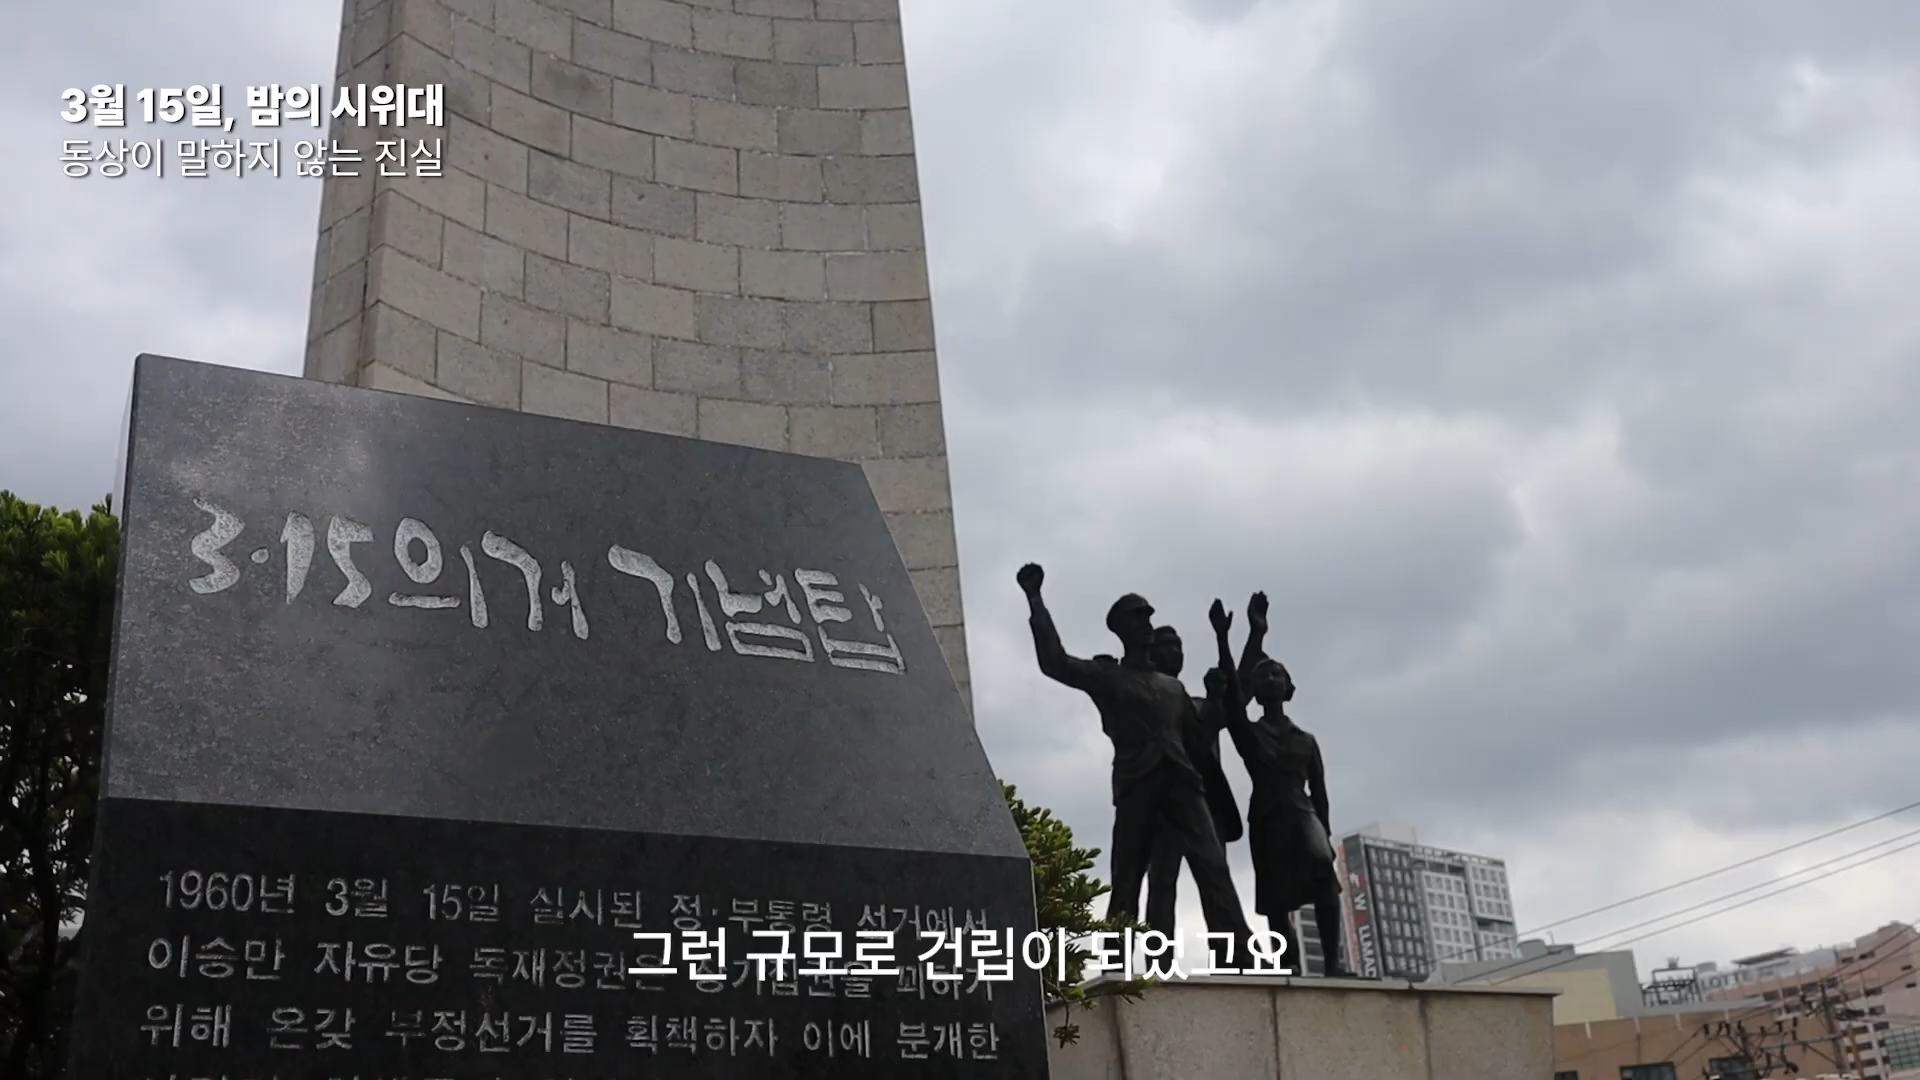 3월 15일, 밤의 시위대
동상이 말하지 않는 진실
3·15의거 기념탑
1960년 3월 15일 실시된 정·부통령 선거에서
이승만 자유당 독재정권은
위해 온갖 부정선거를 획책하자 이에 분개한
그런 규모로 건립이 되었고요